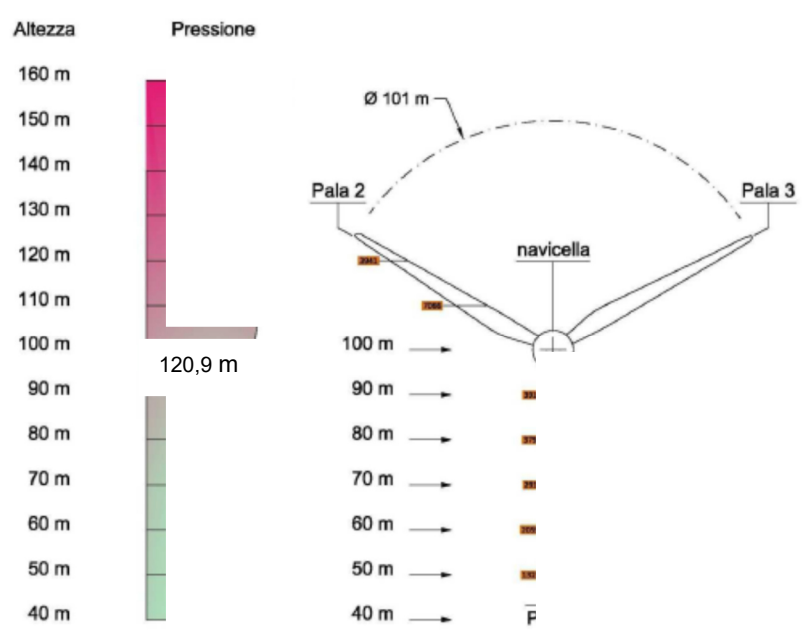 Altezza Pressione
160 m
150 m
Ø 101 m
140 m
Pala 2 Pala 3
130 m
120 m
navicella
110 m
100 m 100 m
120,9 m
90 m 90 m
80 m 80 m
70 m 70 m
60 m 60 m
50 m 50 m
40 m 40 m